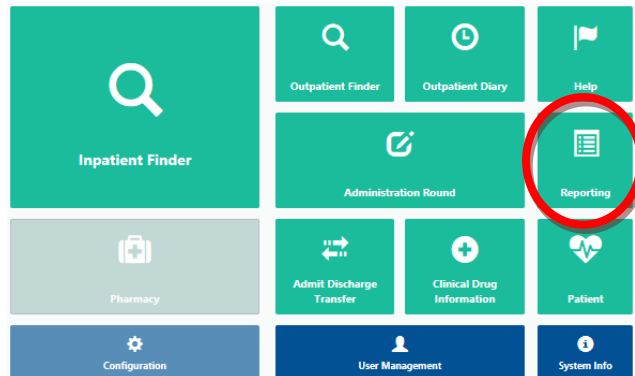 Outpatient Finder
Outpatient Diary
Help
Inpatient Finder
Administration Round
Reporting
Pharmacy
Admit Discharge
Transfer
Clinical Drug
Information
Patient
Configuration
User Management
System Info